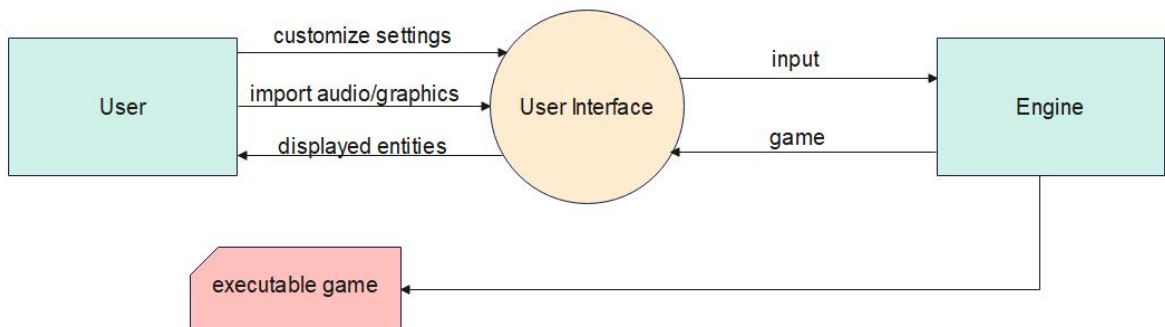 customize settings
User
import audio/graphics
displayed entities
User Interface
input
game
Engine
executable game